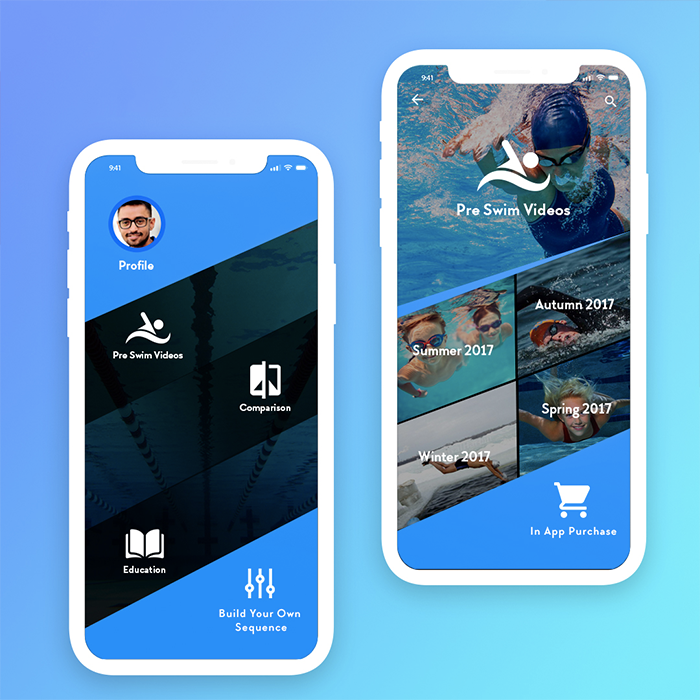 9:41
Profile
Pre Swim Videos
Comparison
Education
Build Your Own
Sequence
9:41
Pre Swim Videos
Autumn 2017
Summer 2017
Spring 2017
Winter 2017
In App Purchase